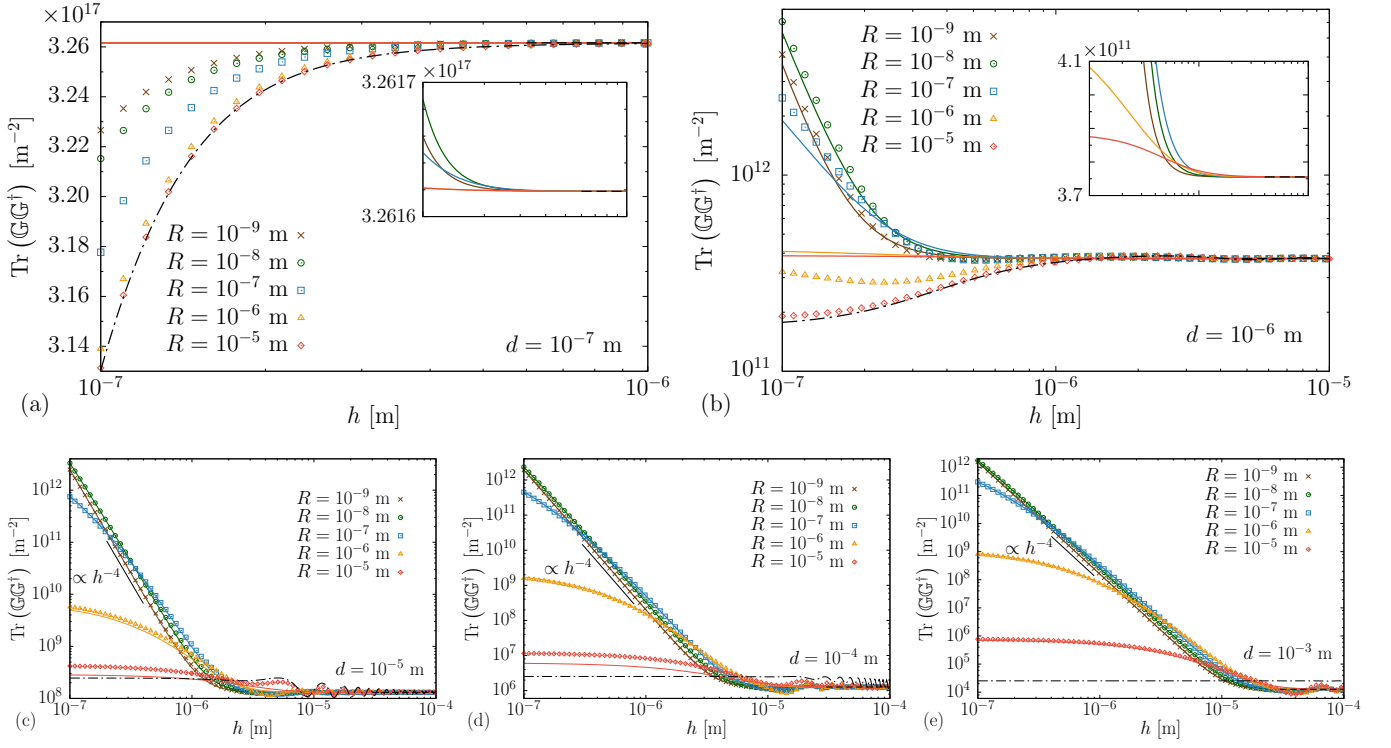 ×10¹⁷
3.26
3.24
3.22
3.2
3.18
3.16
3.14
Tr (𝔾𝔾†) [m⁻²]
×10¹⁷
3.2617
3.2616
R = 10⁻⁹ m
R = 10⁻⁸ m
R = 10⁻⁷ m
R = 10⁻⁶ m
R = 10⁻⁵ m
d = 10⁻⁷ m
10⁻⁷ 10⁻⁶
(a) h [m]
R = 10⁻⁹ m
R = 10⁻⁸ m
R = 10⁻⁷ m
R = 10⁻⁶ m
R = 10⁻⁵ m
×10¹¹
4.1
3.7
10¹²
10¹¹
Tr (𝔾𝔾†) [m⁻²]
d = 10⁻⁶ m
10⁻⁷ 10⁻⁶ 10⁻⁵
(b) h [m]
10¹²
10¹¹
10¹⁰
10⁹
10⁸
Tr (𝔾𝔾†) [m⁻²]
R = 10⁻⁹ m
R = 10⁻⁸ m
R = 10⁻⁷ m
R = 10⁻⁶ m
R = 10⁻⁵ m
∝ h⁻⁴
d = 10⁻⁵ m
10⁻⁷ 10⁻⁶ 10⁻⁵ 10⁻⁴
(c) h [m]
10¹²
10¹¹
10¹⁰
10⁹
10⁸
10⁷
10⁶
Tr (𝔾𝔾†) [m⁻²]
R = 10⁻⁹ m
R = 10⁻⁸ m
R = 10⁻⁷ m
R = 10⁻⁶ m
R = 10⁻⁵ m
∝ h⁻⁴
d = 10⁻⁴ m
10⁻⁷ 10⁻⁶ 10⁻⁵ 10⁻⁴
(d) h [m]
10¹²
10¹¹
10¹⁰
10⁹
10⁸
10⁷
10⁶
10⁵
10⁴
Tr (𝔾𝔾†) [m⁻²]
R = 10⁻⁹ m
R = 10⁻⁸ m
R = 10⁻⁷ m
R = 10⁻⁶ m
R = 10⁻⁵ m
∝ h⁻⁴
d = 10⁻³ m
10⁻⁷ 10⁻⁶ 10⁻⁵ 10⁻⁴
(e) h [m]